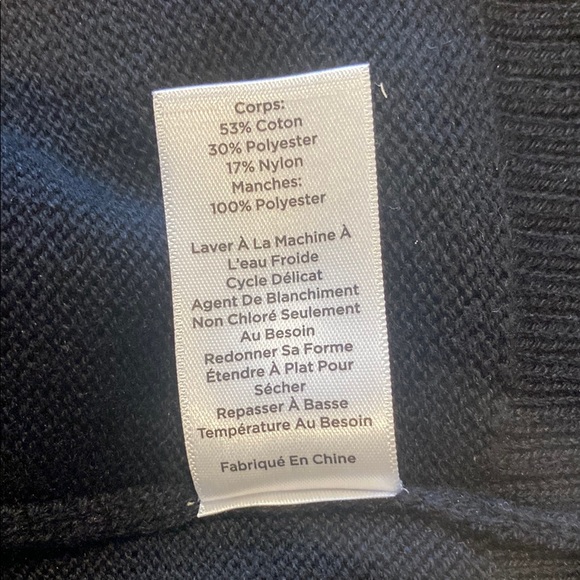 Corps:
53% Coton
30% Polyester
17% Nylon
Manches:
100% Polyester
Laver À La Machine À
L'eau Froide
Cycle Délicat
Agent De Blanchiment
Non Chloré Seulement
Au Besoin
Redonner Sa Forme
Étendre À Plat Pour
Sécher
Repasser À Basse
Température Au Besoin
Fabriqué En Chine